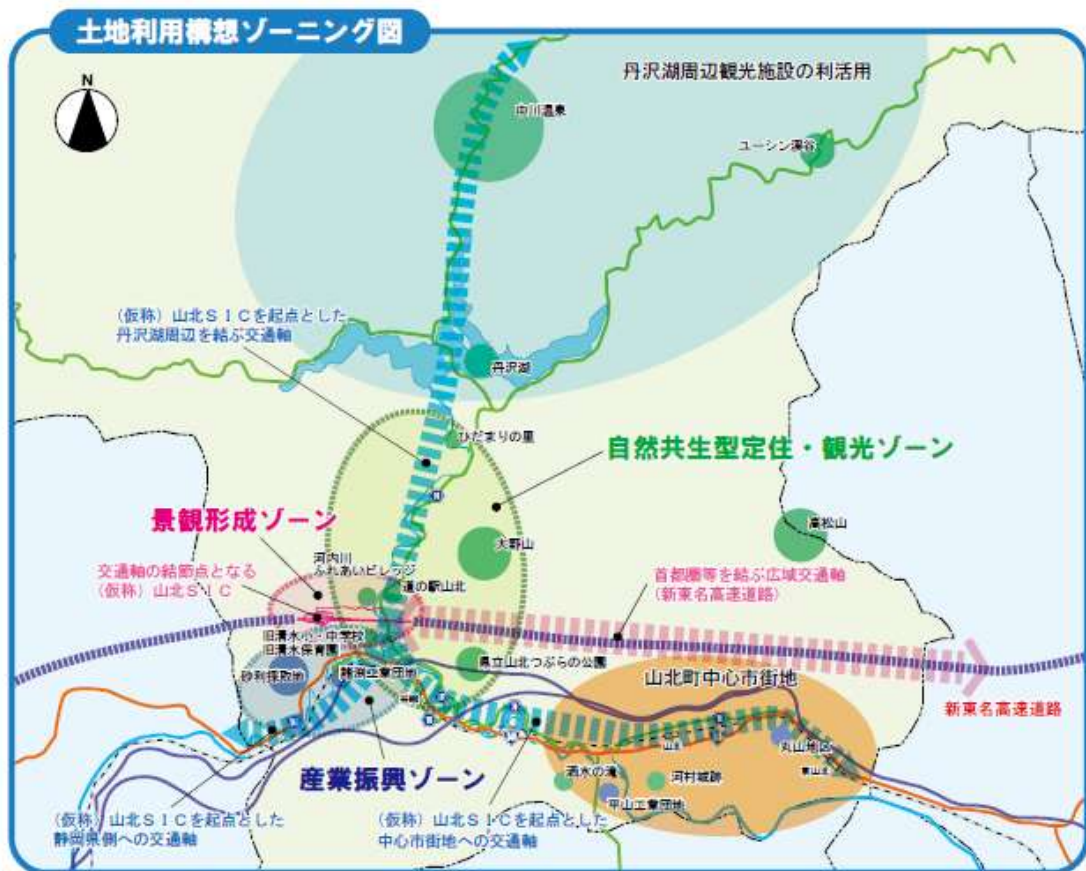 土地利用構想ゾーニング図
N
丹沢湖周辺観光施設の利活用
中川温泉
ユーシン渓谷
(仮称)山北SICを起点とした
丹沢湖周辺を結ぶ交通軸
丹沢湖
ひだまりの里
自然共生型定住・観光ゾーン
景観形成ゾーン
高松山
大野山
河内川
ふれあいビレッジ
道の駅山北
交通軸の結節点となる
(仮称)山北SIC
首都圏等を結ぶ広域交通軸
(新東名高速道路)
旧清水小・中学校
旧清水保育園
砂利採取地
県立山北つぶらの公園
山北町中心市街地
新東名高速道路
産業振興ゾーン
山北
丸山地区
東山北
洒水の滝
河村城跡
平山工業団地
(仮称)山北SICを起点とした
静岡県側への交通軸
(仮称)山北SICを起点とした
中心市街地への交通軸